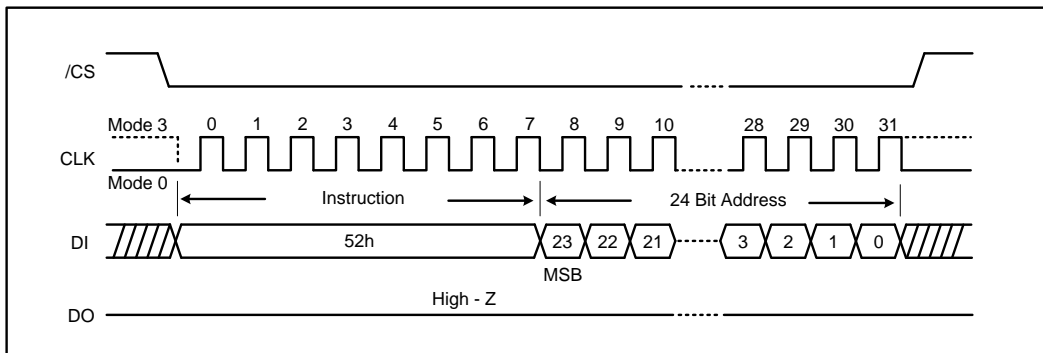 /CS
Mode 3 0 1 2 3 4 5 6 7 8 9 10 28 29 30 31
CLK
Mode 0
Instruction 24 Bit Address
DI 52h 23 22 21 3 2 1 0
MSB
High - Z
DO